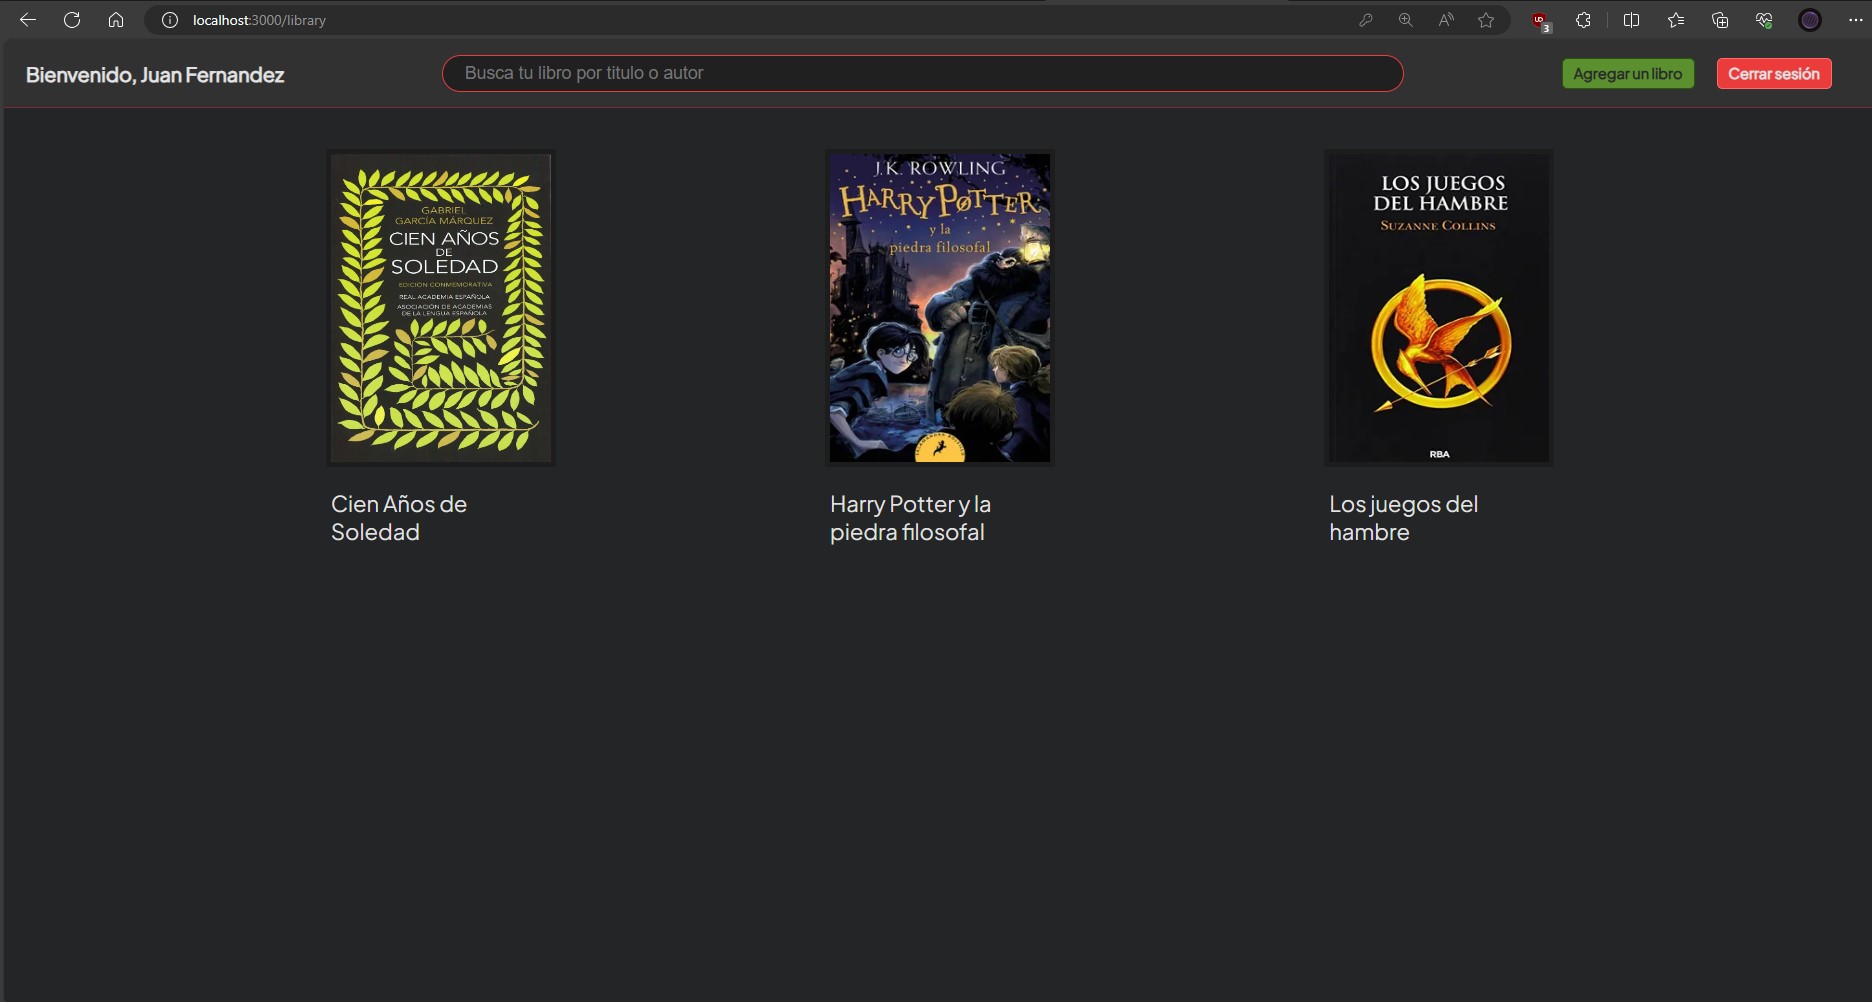 localhost:3000/library
3
Bienvenido, Juan Fernandez
Busca tu libro por titulo o autor
Agregar un libro
Cerrar sesión
GABRIEL
GARCÍA MÁRQUEZ
CIEN AÑOS
DE
SOLEDAD
EDICIÓN CONMEMORATIVA
REAL ACADEMIA ESPAÑOLA
ASOCIACIÓN DE ACADEMIAS
DE LA LENGUA ESPAÑOLA
J.K. ROWLING
HARRY POTTER
y la
piedra filosofal
LOS JUEGOS
DEL HAMBRE
SUZANNE COLLINS
RBA
Cien Años de
Soledad
Harry Potter y la
piedra filosofal
Los juegos del
hambre